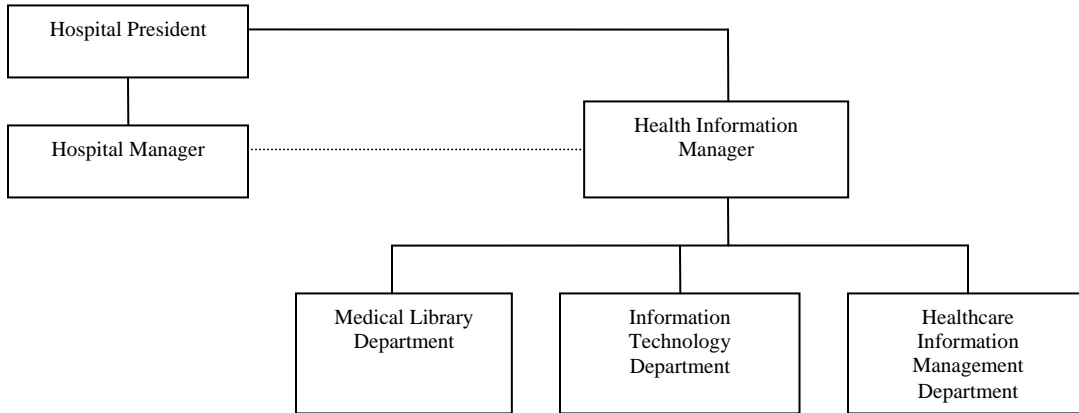 Hospital President
Hospital Manager
Health Information
Manager
Medical Library
Department
Information
Technology
Department
Healthcare
Information
Management
Department